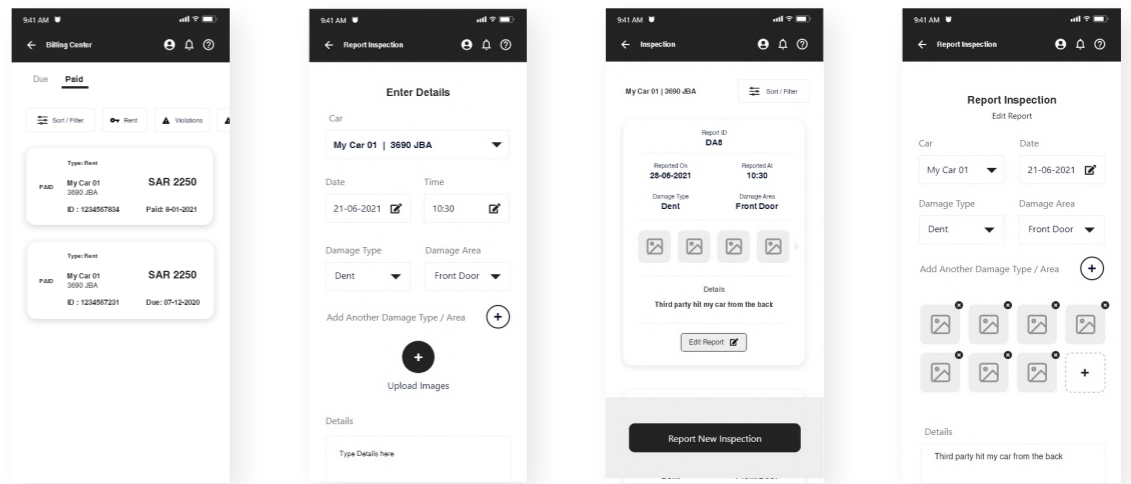 9:41 AM
Billing Center
Due Paid
Sort / Filter Rent Violations
Type: Rent
PAID My Car 01 SAR 2250
3690 JBA
ID : 1234567834 Paid: 8-01-2021
Type: Rent
PAID My Car 01 SAR 2250
3690 JBA
ID : 1234567231 Due: 07-12-2020
9:41 AM
Report Inspection
Enter Details
Car
My Car 01 | 3690 JBA
Date Time
21-06-2021 10:30
Damage Type Damage Area
Dent Front Door
Add Another Damage Type / Area
Upload Images
Details
Type Details here
9:41 AM
Inspection
My Car 01 | 3690 JBA Sort / Filter
Report ID
DA8
Reported On Reported At
28-06-2021 10:30
Damage Type Damage Area
Dent Front Door
Details
Third party hit my car from the back
Edit Report
Report New Inspection
9:41 AM
Report Inspection
Report Inspection
Edit Report
Car Date
My Car 01 21-06-2021
Damage Type Damage Area
Dent Front Door
Add Another Damage Type / Area
Details
Third party hit my car from the back